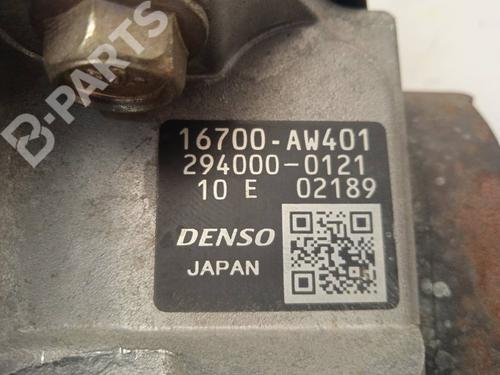 B-PARTS
16700-AW401
294000-0121
10 E 02189
DENSO
JAPAN